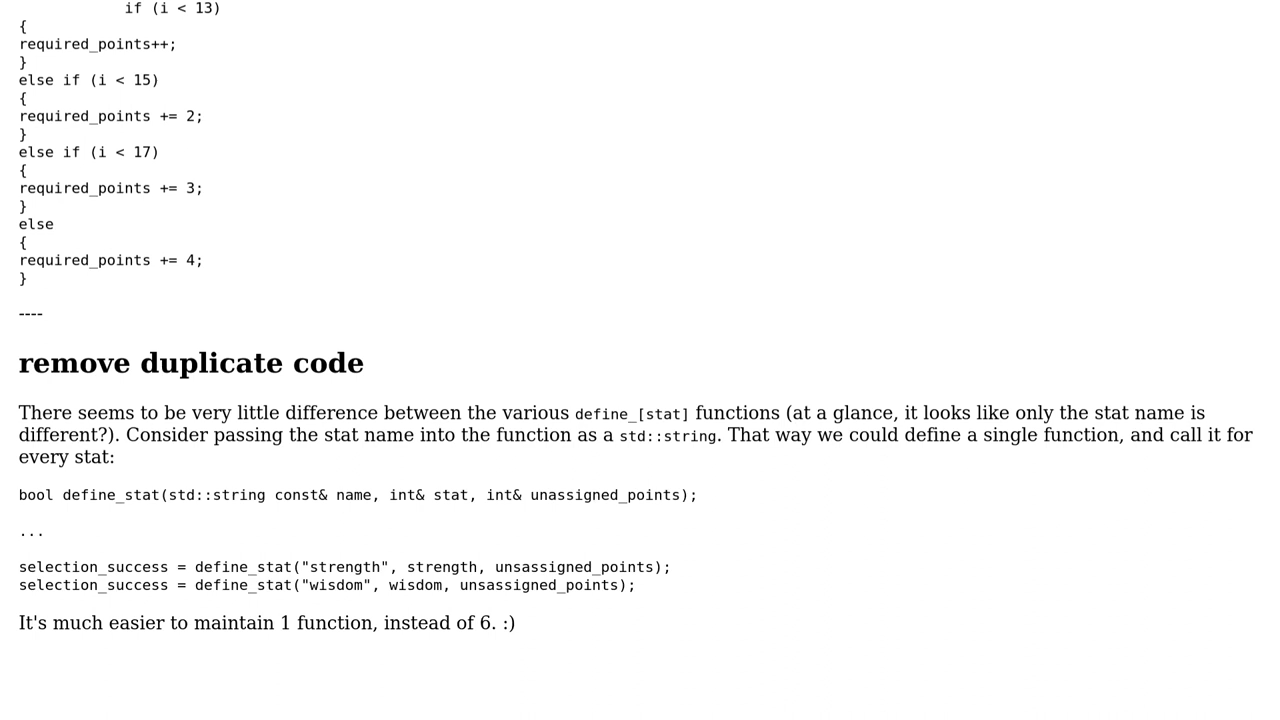 if (i < 13)
{
required_points++;
}
else if (i < 15)
{
required_points += 2;
}
else if (i < 17)
{
required_points += 3;
}
else
{
required_points += 4;
}
----
remove duplicate code
There seems to be very little difference between the various define_[stat] functions (at a glance, it looks like only the stat name is
different?). Consider passing the stat name into the function as a std::string. That way we could define a single function, and call it for
every stat:
bool define_stat(std::string const& name, int& stat, int& unassigned_points);
...
selection_success = define_stat("strength", strength, unsassigned_points);
selection_success = define_stat("wisdom", wisdom, unsassigned_points);
It's much easier to maintain 1 function, instead of 6. :)